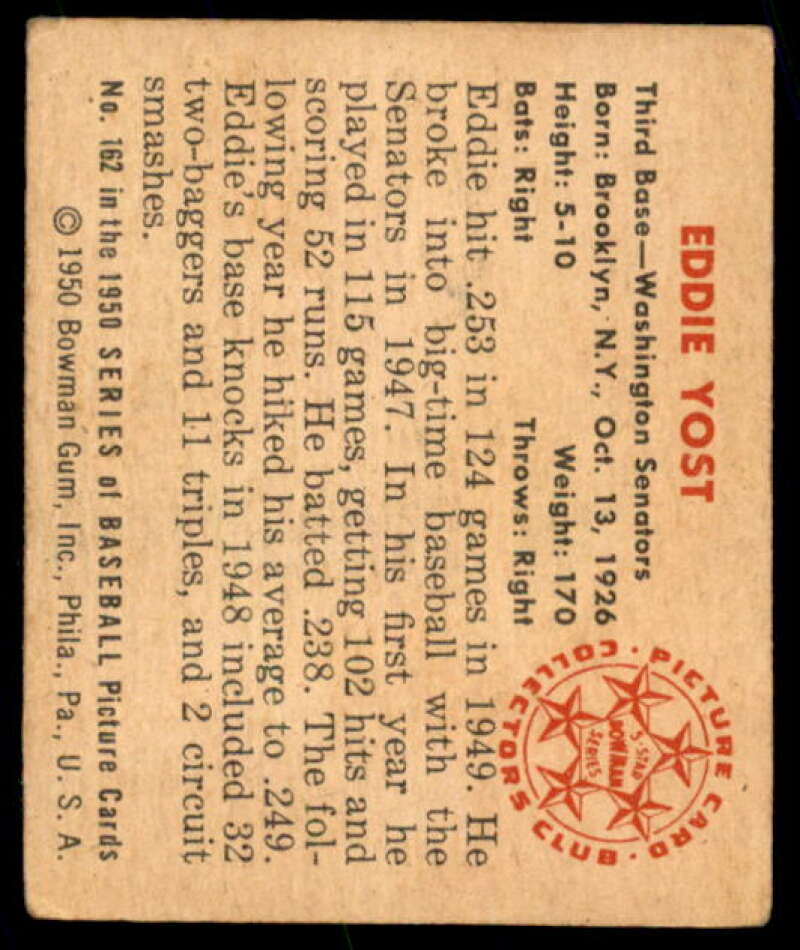 EDDIE YOST
Third Base—Washington Senators
Born: Brooklyn, N.Y., Oct. 13, 1926
Height: 5-10 Weight: 170
Bats: Right Throws: Right
Eddie hit .253 in 124 games in 1949. He
broke into big-time baseball with the
Senators in 1947. In his first year he
played in 115 games, getting 102 hits and
scoring 52 runs. He batted .238. The fol-
lowing year he hiked his average to .249.
Eddie's base knocks in 1948 included 32
two-baggers and 11 triples, and 2 circuit
smashes.
No. 162 in the 1950 SERIES of BASEBALL Picture Cards
© 1950 Bowman Gum, Inc., Phila., Pa., U. S. A.
PICTURE CARD · COLLECTORS CLUB ·
5-STAR
BOWMAN
SERIES